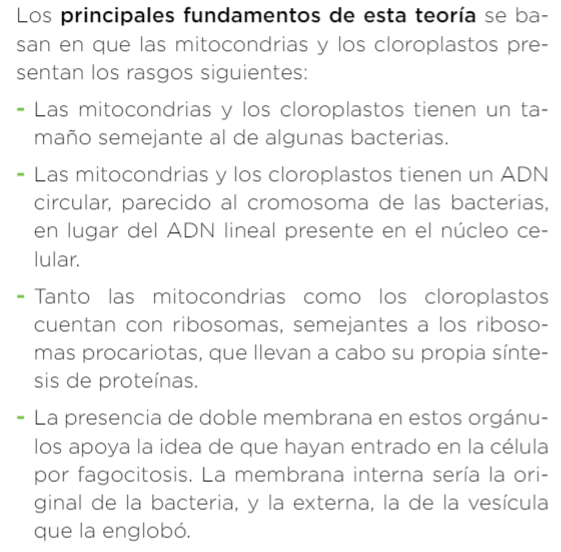 Los principales fundamentos de esta teoría se ba-
san en que las mitocondrias y los cloroplastos pre-
sentan los rasgos siguientes:
- Las mitocondrias y los cloroplastos tienen un ta-
maño semejante al de algunas bacterias.
- Las mitocondrias y los cloroplastos tienen un ADN
circular, parecido al cromosoma de las bacterias,
en lugar del ADN lineal presente en el núcleo ce-
lular.
- Tanto las mitocondrias como los cloroplastos
cuentan con ribosomas, semejantes a los riboso-
mas procariotas, que llevan a cabo su propia sínte-
sis de proteínas.
- La presencia de doble membrana en estos orgánu-
los apoya la idea de que hayan entrado en la célula
por fagocitosis. La membrana interna sería la ori-
ginal de la bacteria, y la externa, la de la vesícula
que la englobó.